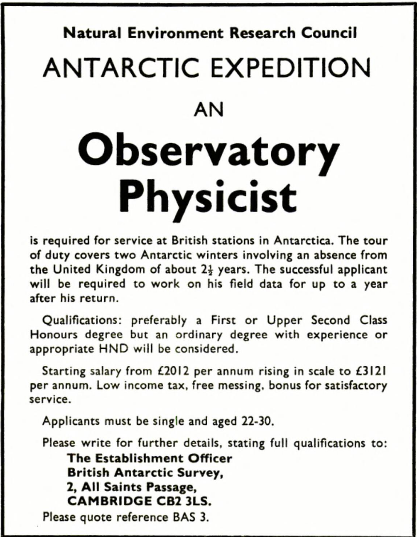 Natural Environment Research Council
ANTARCTIC EXPEDITION
AN
Observatory
Physicist
is required for service at British stations in Antarctica. The tour
of duty covers two Antarctic winters involving an absence from
the United Kingdom of about 2½ years. The successful applicant
will be required to work on his field data for up to a year
after his return.
Qualifications: preferably a First or Upper Second Class
Honours degree but an ordinary degree with experience or
appropriate HND will be considered.
Starting salary from £2012 per annum rising in scale to £3121
per annum. Low income tax, free messing, bonus for satisfactory
service.
Applicants must be single and aged 22-30.
Please write for further details, stating full qualifications to:
The Establishment Officer
British Antarctic Survey,
2, All Saints Passage,
CAMBRIDGE CB2 3LS.
Please quote reference BAS 3.